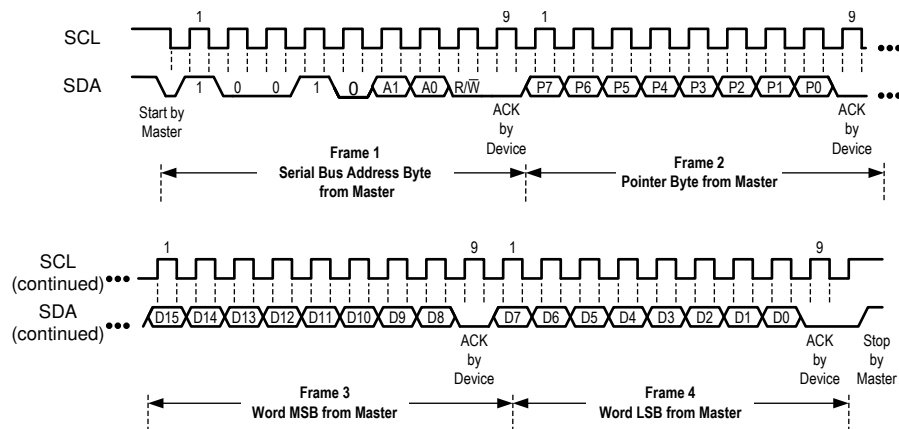 1 9 1 9
SCL
SDA
1 0 0 1 0 A1 A0 R/W̅ P7 P6 P5 P4 P3 P2 P1 P0
Start by
Master
ACK
by
Device
ACK
by
Device
Frame 1
Serial Bus Address Byte
from Master
Frame 2
Pointer Byte from Master
1 9 1 9
SCL
(continued)
SDA
(continued)
D15 D14 D13 D12 D11 D10 D9 D8 D7 D6 D5 D4 D3 D2 D1 D0
ACK
by
Device
ACK
by
Device
Stop
by
Master
Frame 3
Word MSB from Master
Frame 4
Word LSB from Master